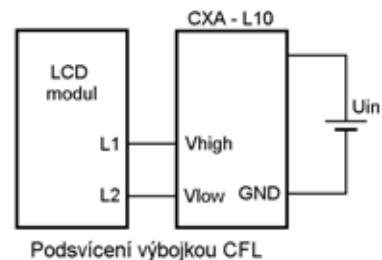 CXA - L10
LCD
modul
Uin
L1
Vhigh
L2
Vlow
GND
Podsvícení výbojkou CFL